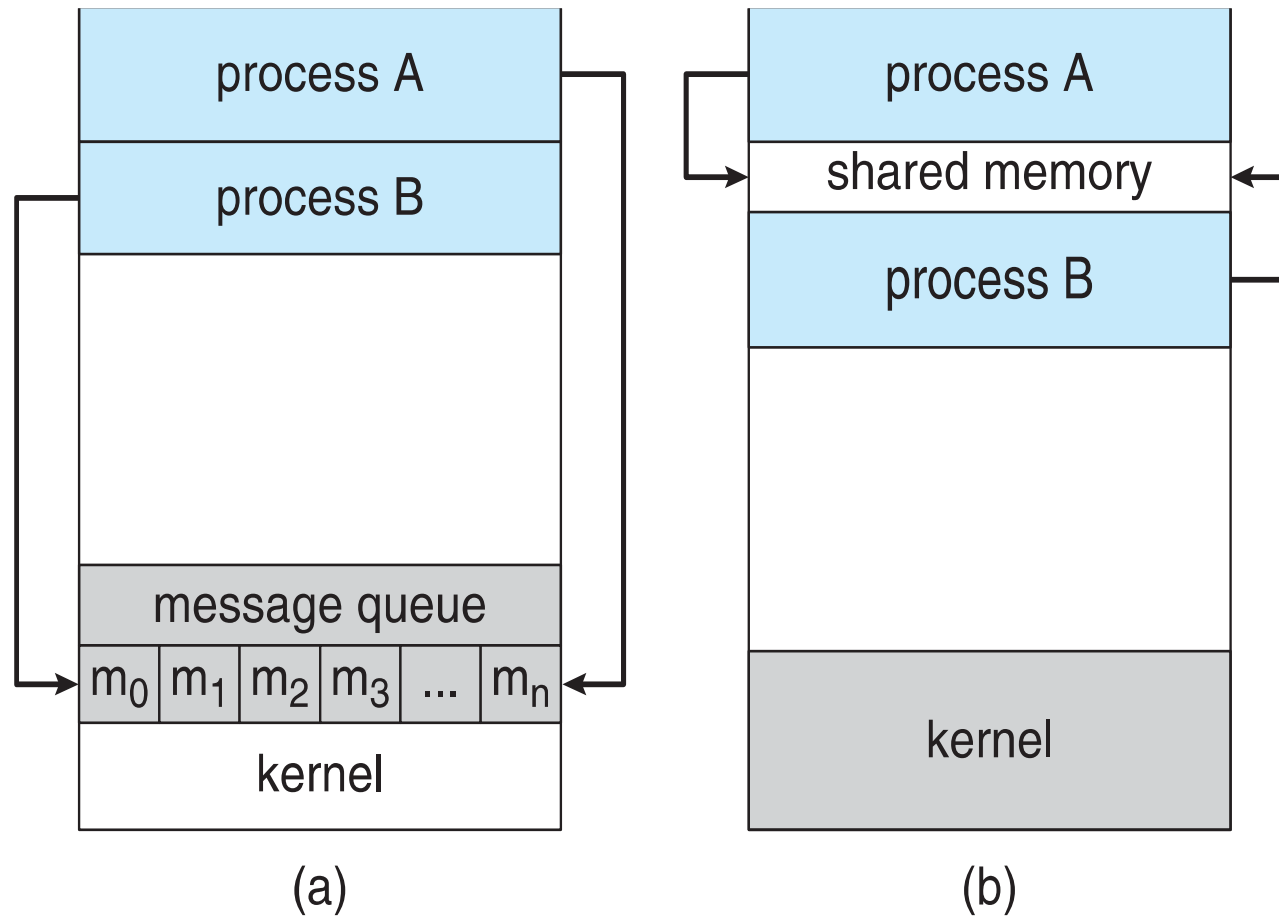 process A
process B
message queue
m0 m1 m2 m3 ... mn
kernel
(a)
process A
shared memory
process B
kernel
(b)